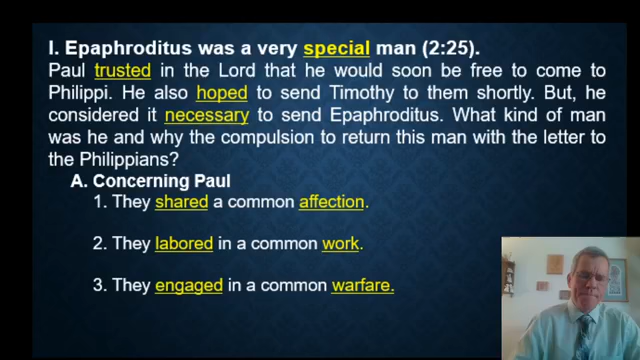 I. Epaphroditus was a very special man (2:25).
Paul trusted in the Lord that he would soon be free to come to
Philippi. He also hoped to send Timothy to them shortly. But, he
considered it necessary to send Epaphroditus. What kind of man
was he and why the compulsion to return this man with the letter to
the Philippians?
A. Concerning Paul
1. They shared a common affection.
2. They labored in a common work.
3. They engaged in a common warfare.